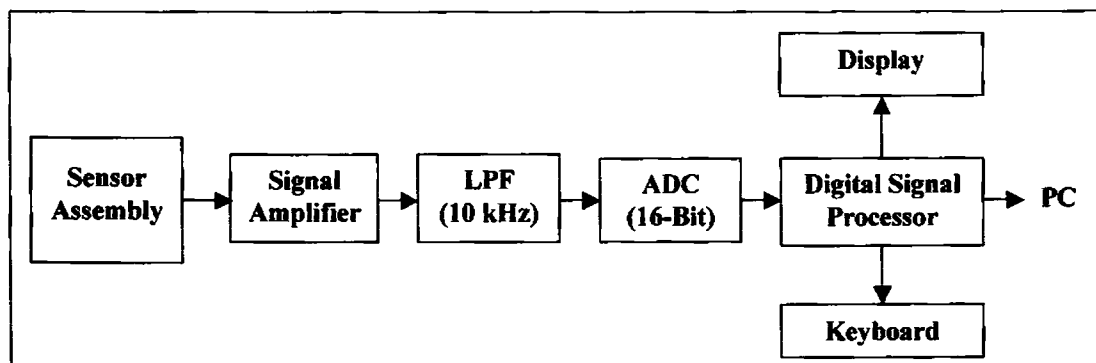 Display
Sensor
Assembly
Signal
Amplifier
LPF
(10 kHz)
ADC
(16-Bit)
Digital Signal
Processor
PC
Keyboard